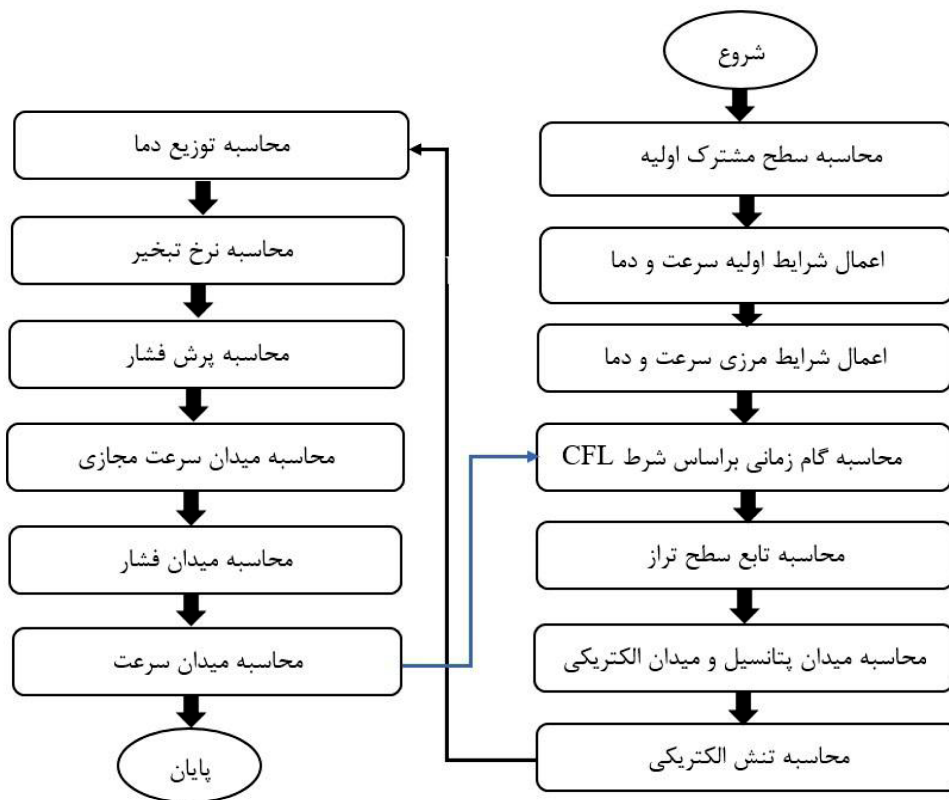 شروع
محاسبه سطح مشترک اولیه
اعمال شرایط اولیه سرعت و دما
اعمال شرایط مرزی سرعت و دما
محاسبه گام زمانی براساس شرط CFL
محاسبه تابع سطح تراز
محاسبه میدان پتانسیل و میدان الکتریکی
محاسبه تنش الکتریکی
محاسبه توزیع دما
محاسبه نرخ تبخیر
محاسبه پرش فشار
محاسبه میدان سرعت مجازی
محاسبه میدان فشار
محاسبه میدان سرعت
پایان